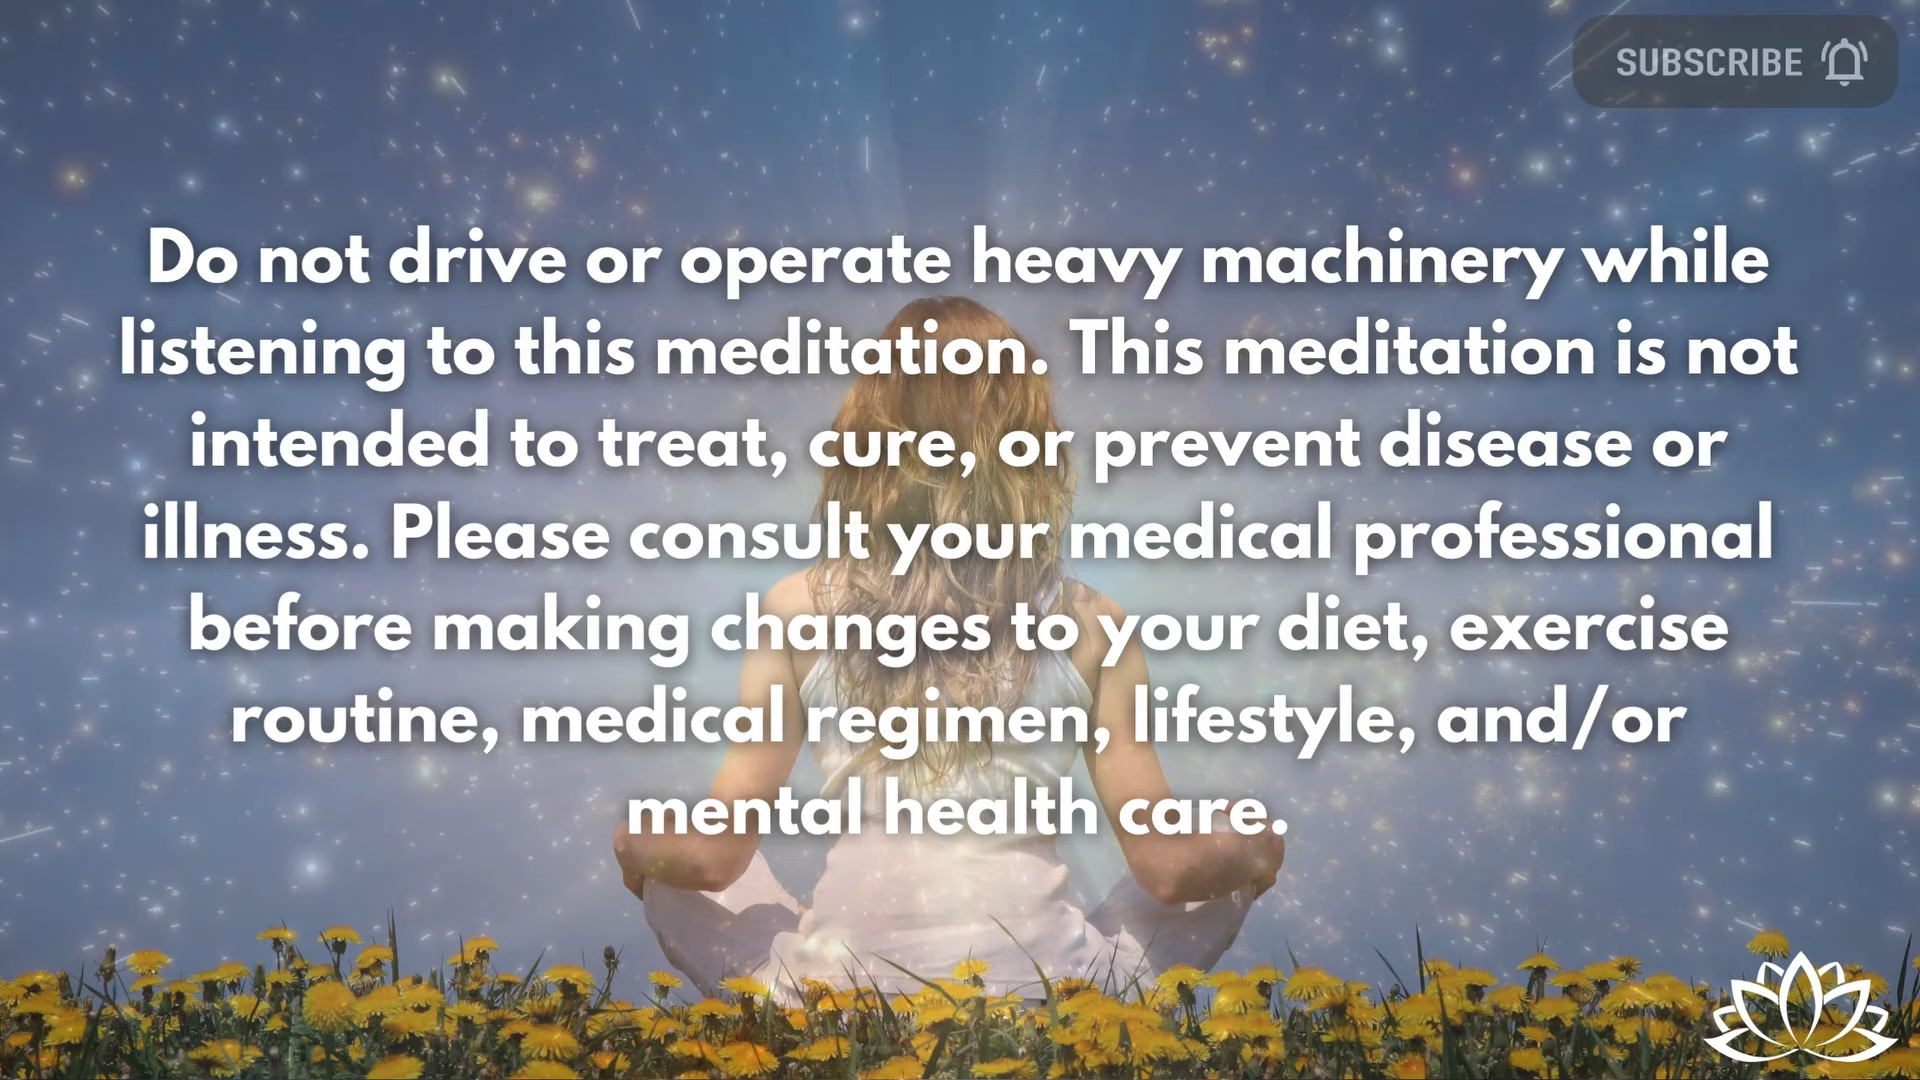 SUBSCRIBE
Do not drive or operate heavy machinery while
listening to this meditation. This meditation is not
intended to treat, cure, or prevent disease or
illness. Please consult your medical professional
before making changes to your diet, exercise
routine, medical regimen, lifestyle, and/or
mental health care.